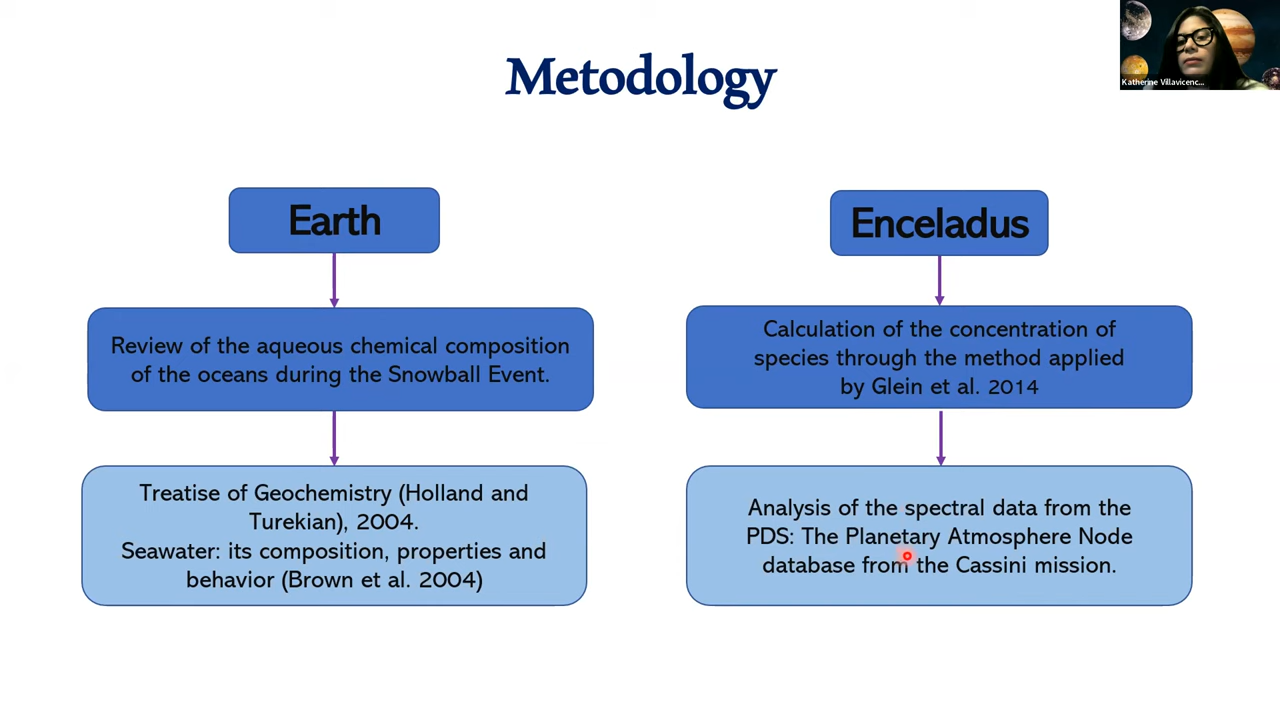 Metodology
Katherine Villavicenc...
Earth
Review of the aqueous chemical composition
of the oceans during the Snowball Event.
Treatise of Geochemistry (Holland and
Turekian), 2004.
Seawater: its composition, properties and
behavior (Brown et al. 2004)
Enceladus
Calculation of the concentration of
species through the method applied
by Glein et al. 2014
Analysis of the spectral data from the
PDS: The Planetary Atmosphere Node
database from the Cassini mission.